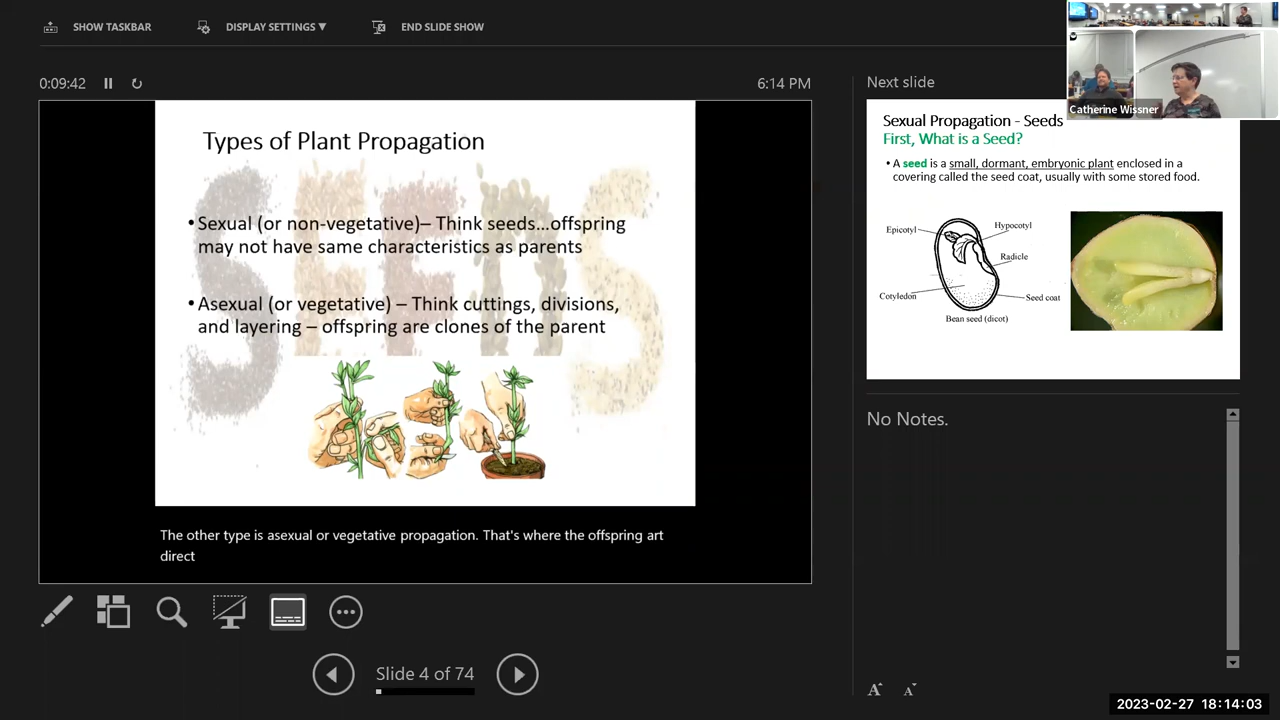 SHOW TASKBAR
DISPLAY SETTINGS ▼
END SLIDE SHOW
0:09:42
6:14 PM
Types of Plant Propagation
SEEDS
• Sexual (or non-vegetative)– Think seeds...offspring
may not have same characteristics as parents
• Asexual (or vegetative) – Think cuttings, divisions,
and layering – offspring are clones of the parent
The other type is asexual or vegetative propagation. That's where the offspring art
direct
Slide 4 of 74
Next slide
Catherine Wissner
Sexual Propagation - Seeds
First, What is a Seed?
• A seed is a small, dormant, embryonic plant enclosed in a
covering called the seed coat, usually with some stored food.
Epicotyl
Hypocotyl
Radicle
Cotyledon
Seed coat
Bean seed (dicot)
No Notes.
A A
2023-02-27 18:14:03